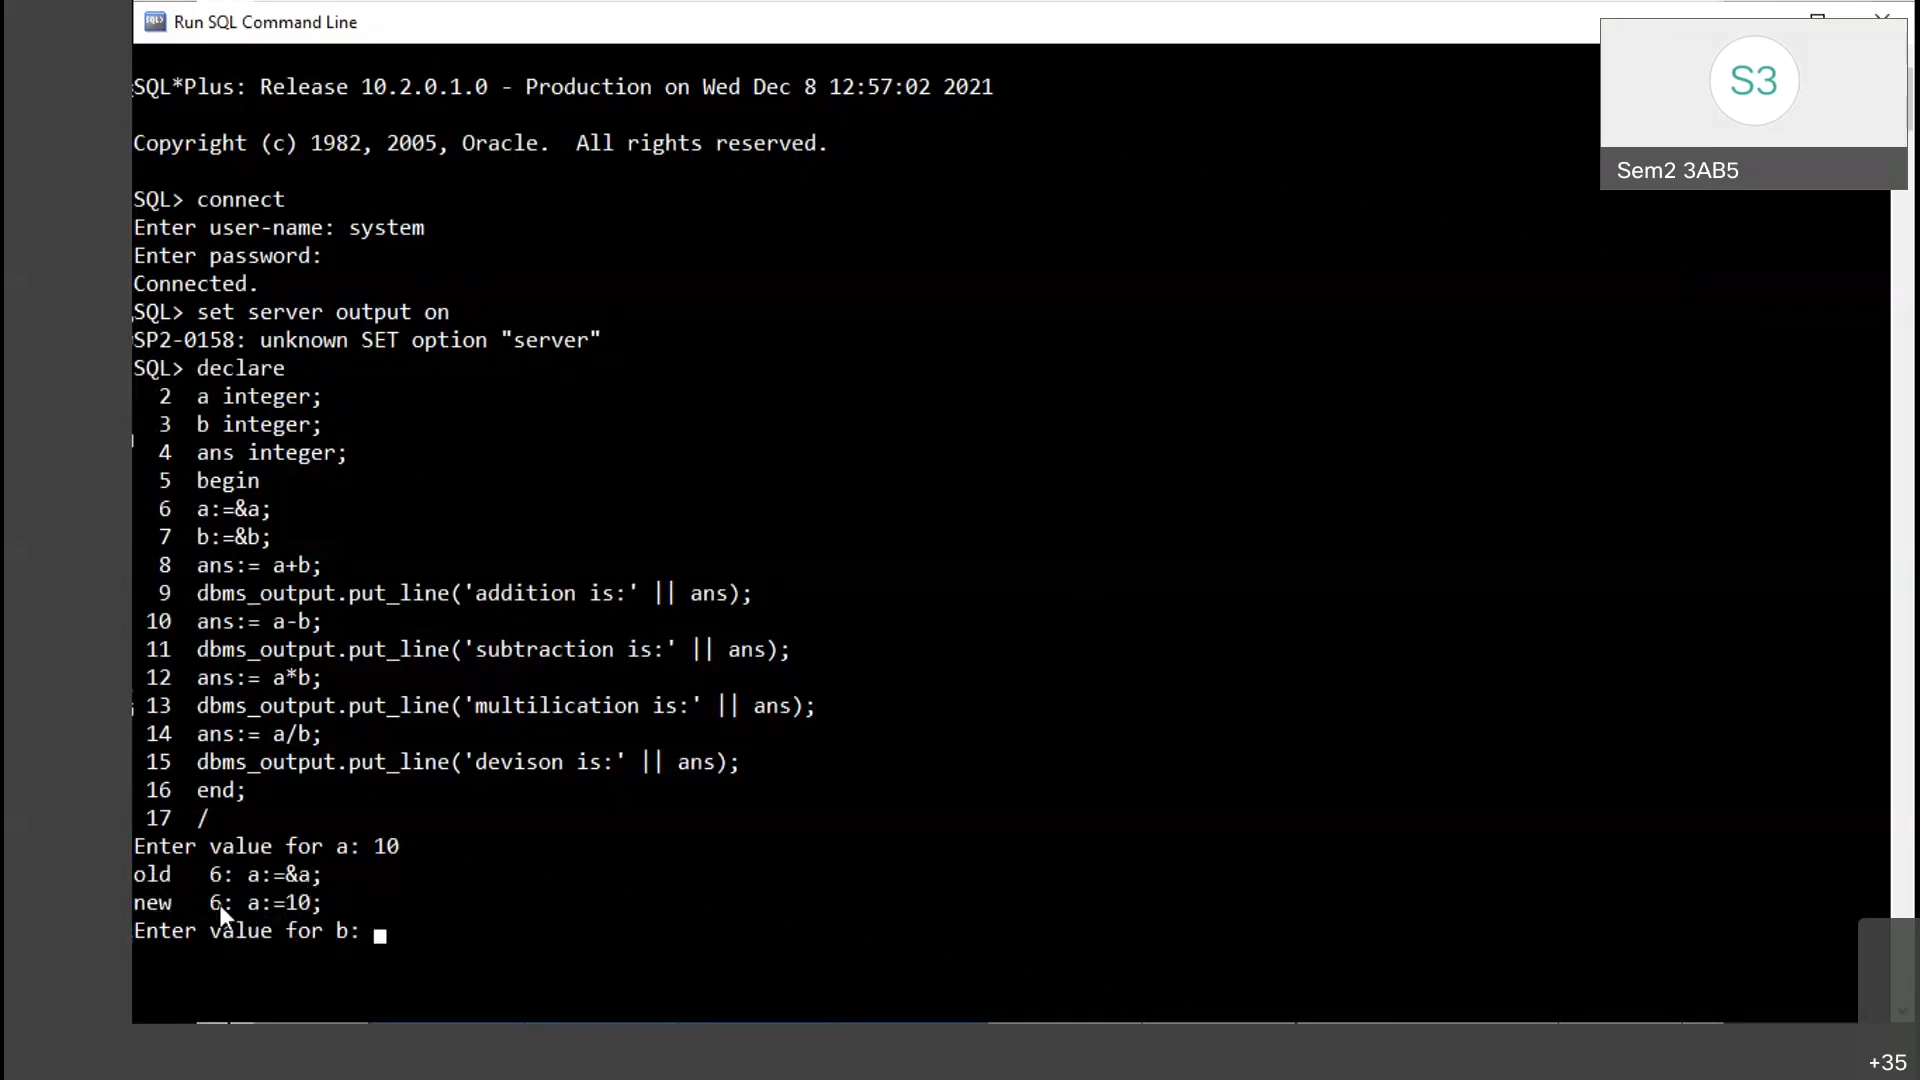 Run SQL Command Line
SQL*Plus: Release 10.2.0.1.0 - Production on Wed Dec 8 12:57:02 2021
Copyright (c) 1982, 2005, Oracle.  All rights reserved.
SQL> connect
Enter user-name: system
Enter password:
Connected.
SQL> set server output on
SP2-0158: unknown SET option "server"
SQL> declare
2  a integer;
3  b integer;
4  ans integer;
5  begin
6  a:=&a;
7  b:=&b;
8  ans:= a+b;
9  dbms_output.put_line('addition is:' || ans);
10  ans:= a-b;
11  dbms_output.put_line('subtraction is:' || ans);
12  ans:= a*b;
13  dbms_output.put_line('multilication is:' || ans);
14  ans:= a/b;
15  dbms_output.put_line('devison is:' || ans);
16  end;
17  /
Enter value for a: 10
old   6: a:=&a;
new   6: a:=10;
Enter value for b:
S3
Sem2 3AB5
+35